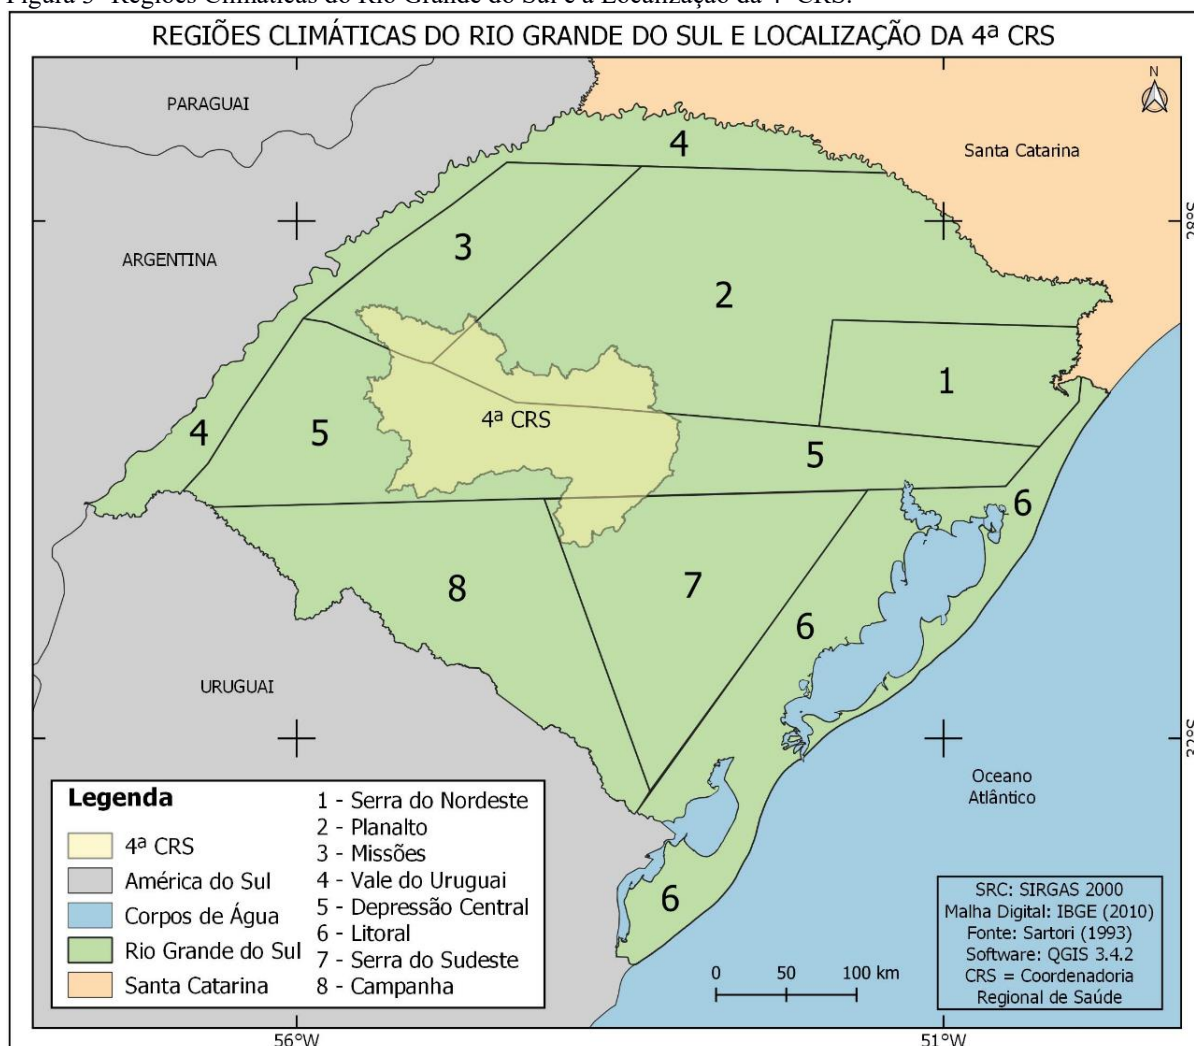 Figura 3- Regiões Climáticas do Rio Grande do Sul e a Localização da 4ª CRS.
REGIÕES CLIMÁTICAS DO RIO GRANDE DO SUL E LOCALIZAÇÃO DA 4ª CRS
N
PARAGUAI
4
Santa Catarina
28°S
3
ARGENTINA
2
1
4ª CRS
4
5
5
6
8
7
6
URUGUAI
32°S
Oceano
Atlântico
6
Legenda
4ª CRS
América do Sul
Corpos de Água
Rio Grande do Sul
Santa Catarina
1 - Serra do Nordeste
2 - Planalto
3 - Missões
4 - Vale do Uruguai
5 - Depressão Central
6 - Litoral
7 - Serra do Sudeste
8 - Campanha
0 50 100 km
SRC: SIRGAS 2000
Malha Digital: IBGE (2010)
Fonte: Sartori (1993)
Software: QGIS 3.4.2
CRS = Coordenadoria
Regional de Saúde
56°W
51°W